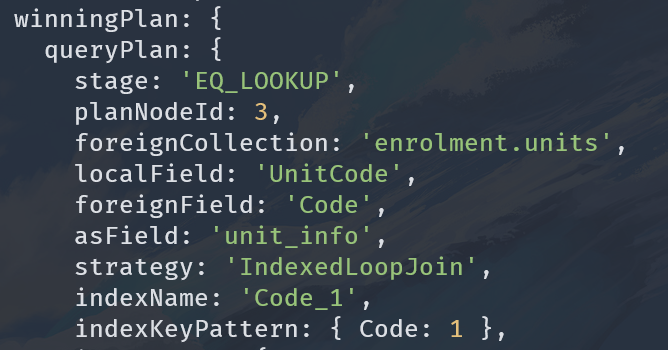 winningPlan: {
queryPlan: {
stage: 'EQ_LOOKUP',
planNodeId: 3,
foreignCollection: 'enrolment.units',
localField: 'UnitCode',
foreignField: 'Code',
asField: 'unit_info',
strategy: 'IndexedLoopJoin',
indexName: 'Code_1',
indexKeyPattern: { Code: 1 },